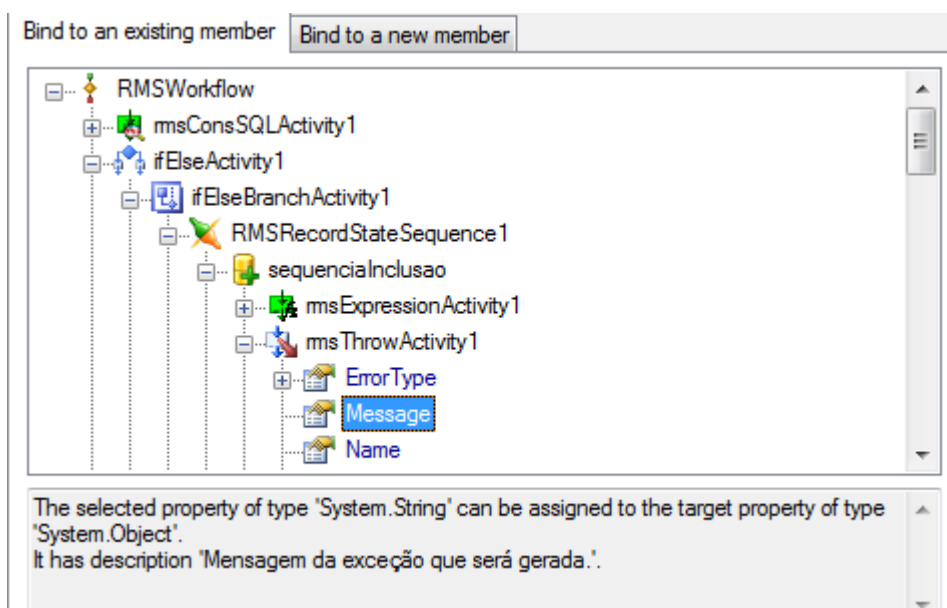 Bind to an existing member
Bind to a new member
RMSWorkflow
rmsConsSQLActivity1
ifElseActivity1
ifElseBranchActivity1
RMSRecordStateSequence1
sequenciaInclusao
rmsExpressionActivity1
rmsThrowActivity1
ErrorType
Message
Name
The selected property of type 'System.String' can be assigned to the target property of type
'System.Object'.
It has description 'Mensagem da exceção que será gerada.'.